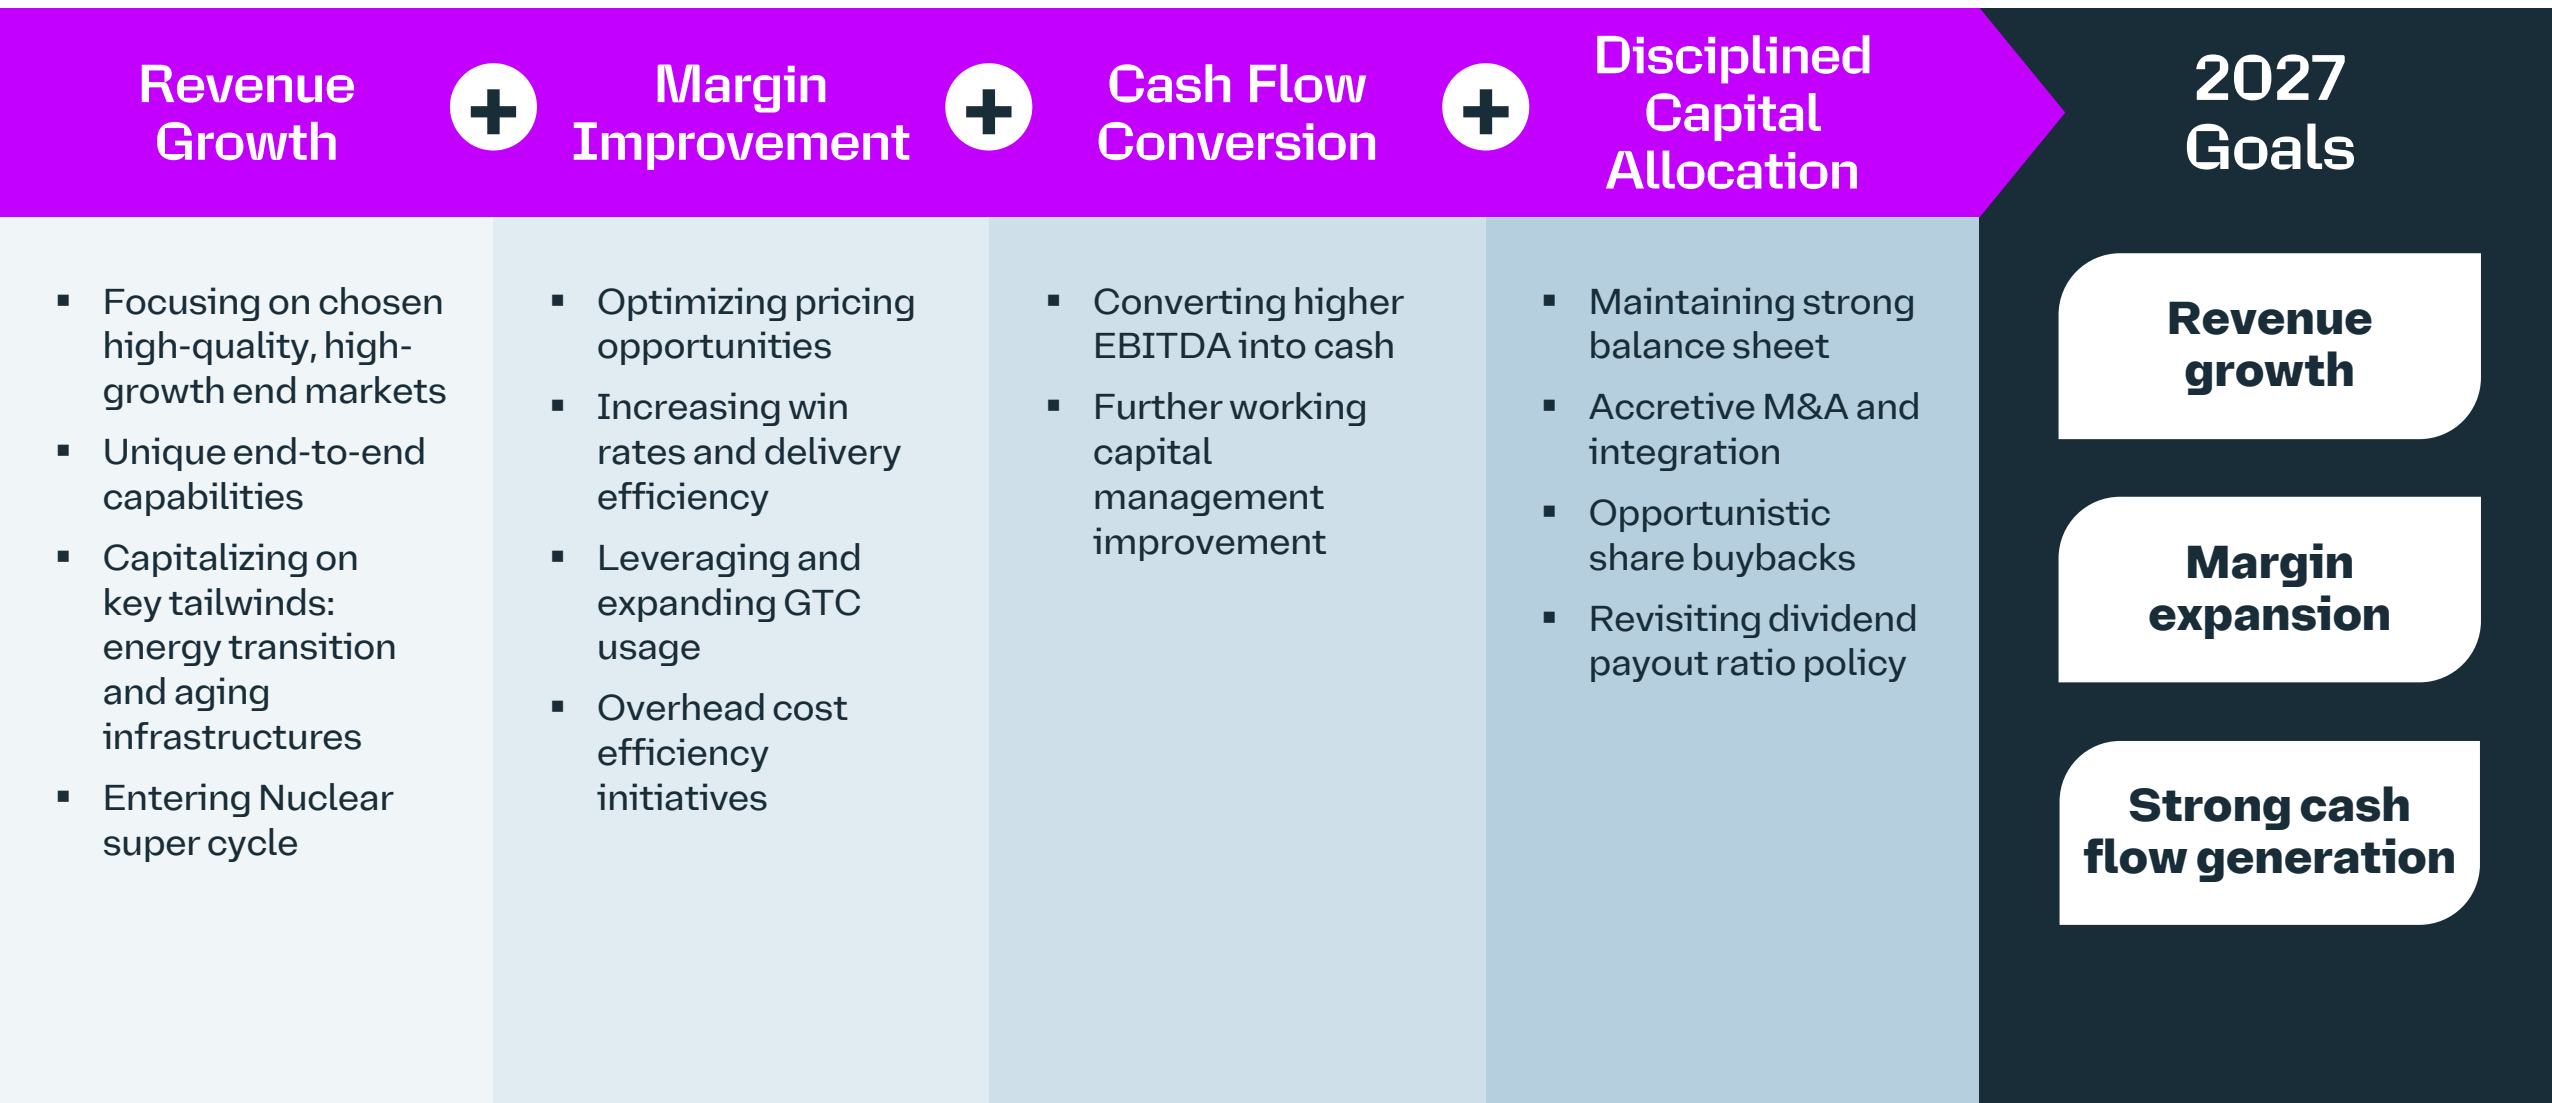 Revenue
Growth
+
Margin
Improvement
+
Cash Flow
Conversion
+
Disciplined
Capital
Allocation
2027
Goals
▪ Focusing on chosen
high-quality, high-
growth end markets
▪ Unique end-to-end
capabilities
▪ Capitalizing on
key tailwinds:
energy transition
and aging
infrastructures
▪ Entering Nuclear
super cycle
▪ Optimizing pricing
opportunities
▪ Increasing win
rates and delivery
efficiency
▪ Leveraging and
expanding GTC
usage
▪ Overhead cost
efficiency
initiatives
▪ Converting higher
EBITDA into cash
▪ Further working
capital
management
improvement
▪ Maintaining strong
balance sheet
▪ Accretive M&A and
integration
▪ Opportunistic
share buybacks
▪ Revisiting dividend
payout ratio policy
Revenue
growth
Margin
expansion
Strong cash
flow generation